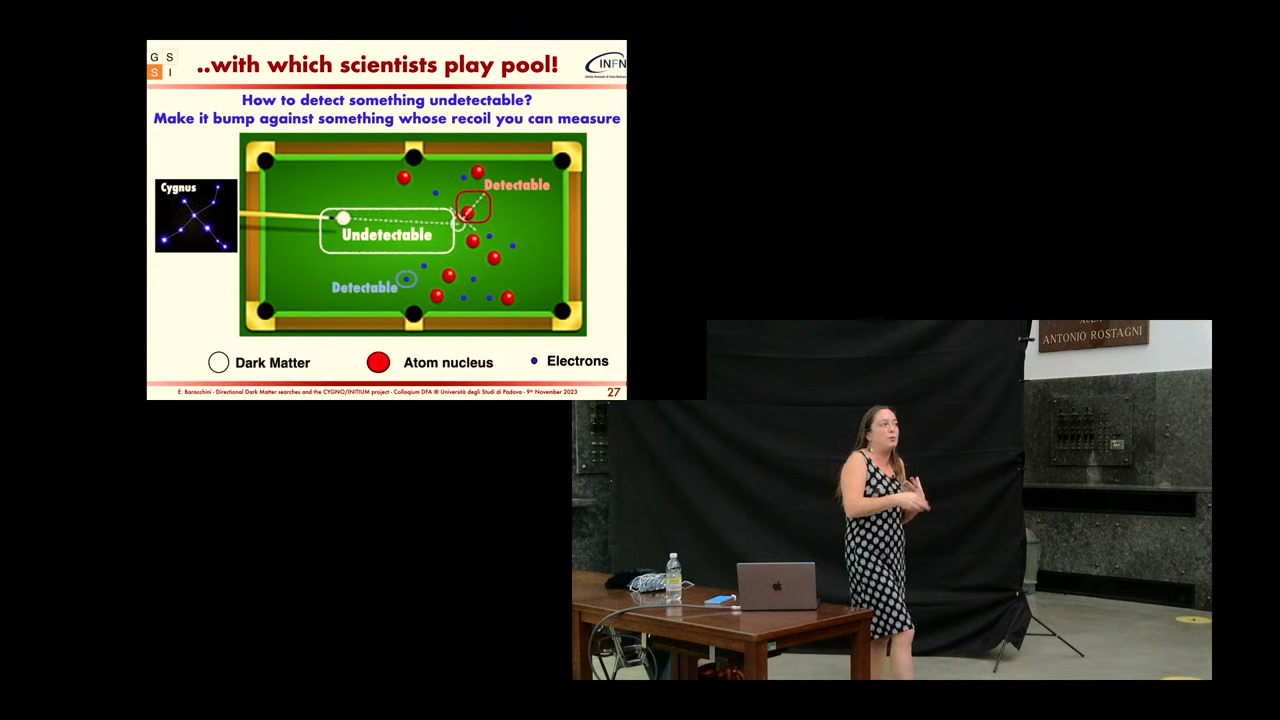 G S
S I
..with which scientists play pool!
INFN
How to detect something undetectable?
Make it bump against something whose recoil you can measure
Cygnus
Detectable
Undetectable
Detectable
Dark Matter
Atom nucleus
Electrons
E. Baracchini - Directional Dark Matter searches and the CYGNO/INITIUM project - Colloqium DFA @ Università degli Studi di Padova - 9th November 2023
27
ANTONIO ROSTAGNI